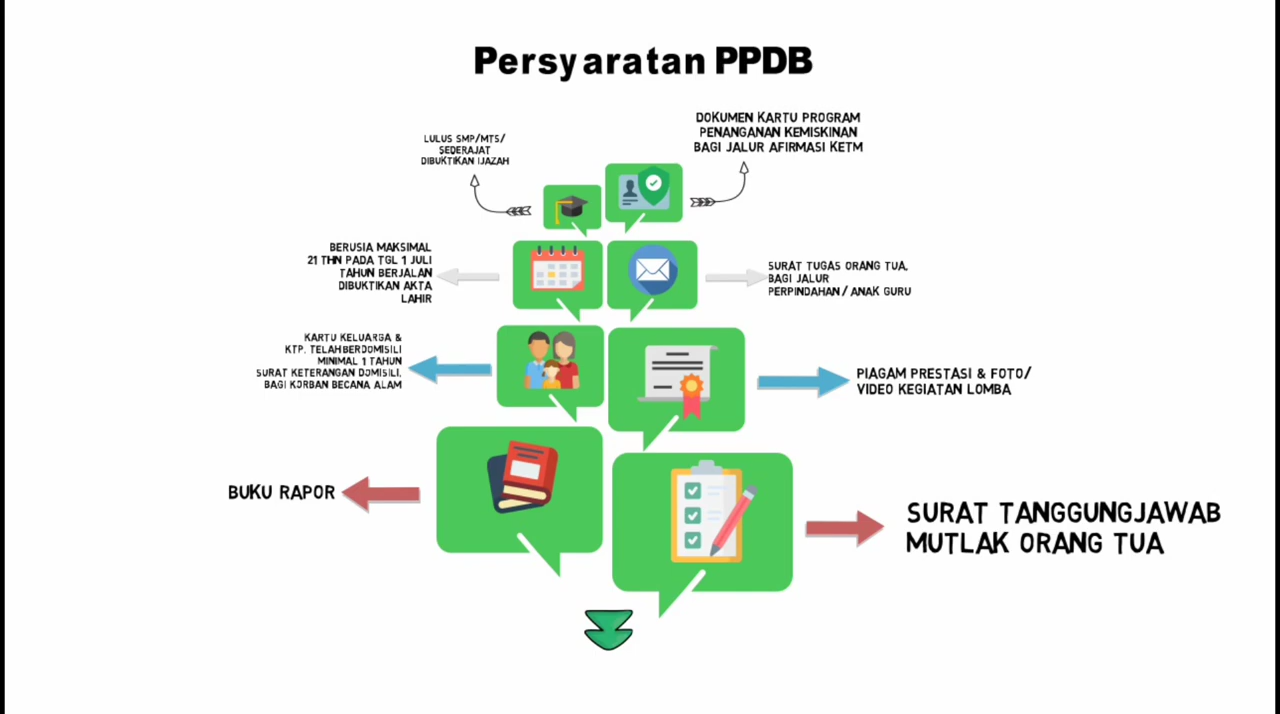 Persyaratan PPDB
LULUS SMP/MTS/
SEDERAJAT
DIBUKTIKAN IJAZAH
DOKUMEN KARTU PROGRAM
PENANGANAN KEMISKINAN
BAGI JALUR AFIRMASI KETM
BERUSIA MAKSIMAL
21 THN PADA TGL 1 JULI
TAHUN BERJALAN
DIBUKTIKAN AKTA
LAHIR
SURAT TUGAS ORANG TUA,
BAGI JALUR
PERPINDAHAN / ANAK GURU
KARTU KELUARGA &
KTP. TELAH BERDOMISILI
MINIMAL 1 TAHUN
SURAT KETERANGAN DOMISILI,
BAGI KORBAN BECANA ALAM
PIAGAM PRESTASI & FOTO/
VIDEO KEGIATAN LOMBA
BUKU RAPOR
SURAT TANGGUNGJAWAB
MUTLAK ORANG TUA